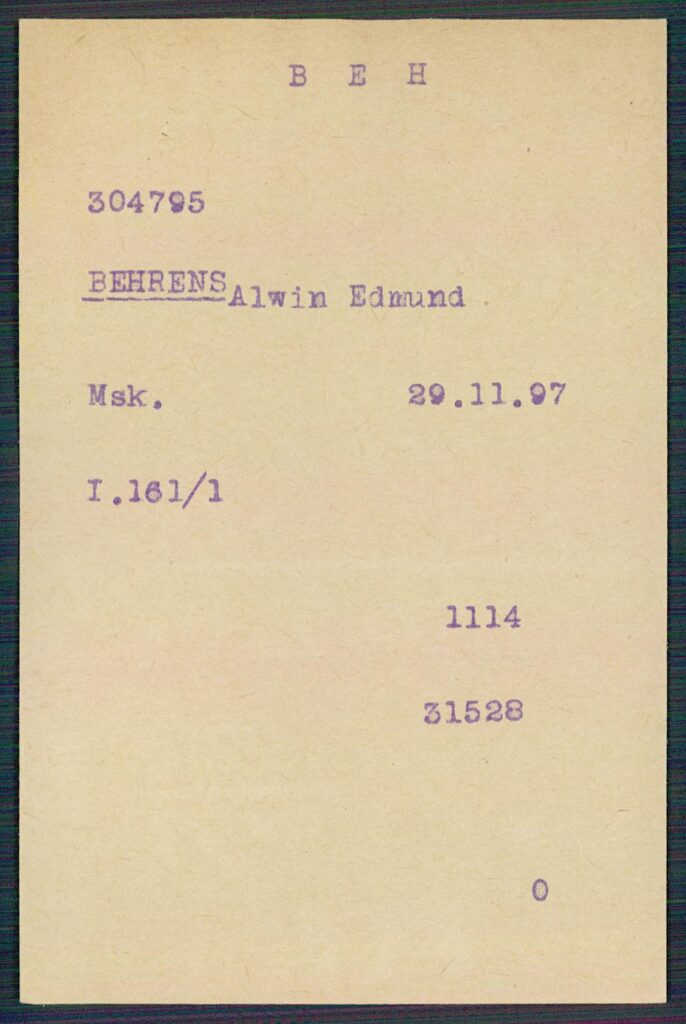 B E H
304795
BEHRENS Alwin Edmund
Msk. 29.11.97
I.161/1
1114
31528
0